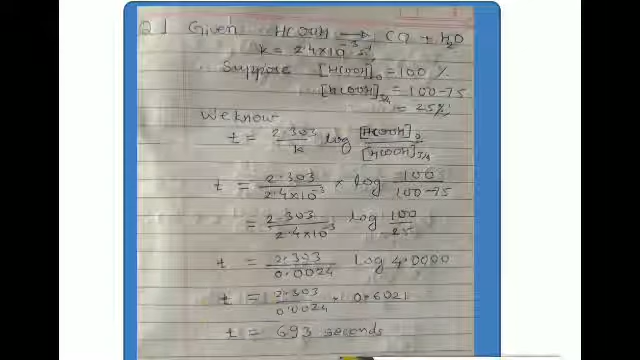 Q1 Given HCOOH → CO + H2O
k = 2.4×10⁻³ s⁻¹
Suppose [HCOOH]0 = 100 %
[HCOOH]3/4 = 100-75
= 25%
We know
t = 2.303/k log [HCOOH]0/[HCOOH]3/4
t = 2.303/2.4×10⁻³ × log 100/100-75
= 2.303/2.4×10⁻³ log 100/25
t = 2.303/0.0024 log 4.0000
t = 2.303/0.0024 · 0.6021
t = 693 seconds